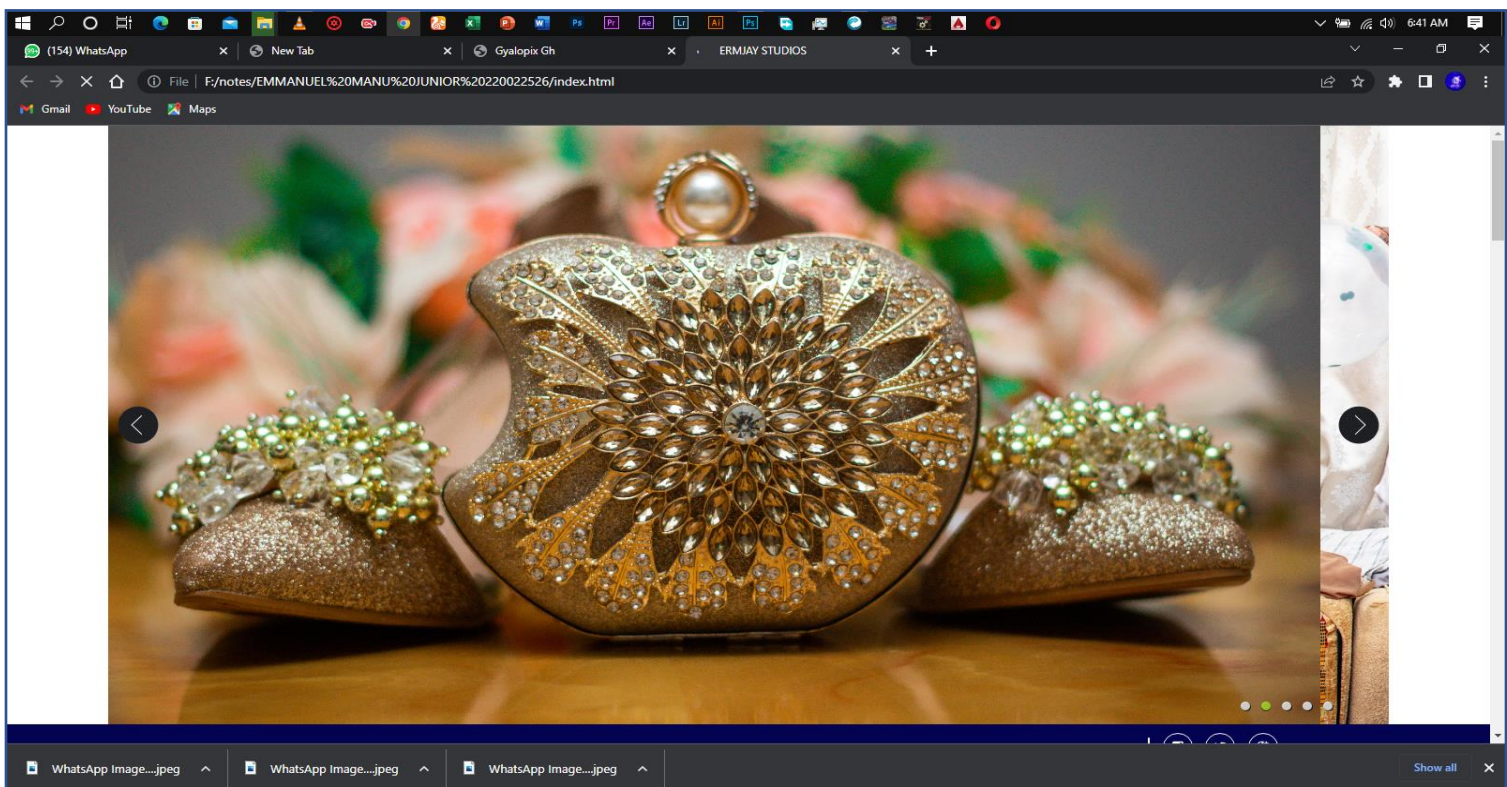 6:41 AM
(154) WhatsApp
New Tab
Gyalopix Gh
ERMJAY STUDIOS
File | F:/notes/EMMANUEL%20MANU%20JUNIOR%20220022526/index.html
Gmail YouTube Maps
WhatsApp Image....jpeg
WhatsApp Image....jpeg
WhatsApp Image....jpeg
Show all